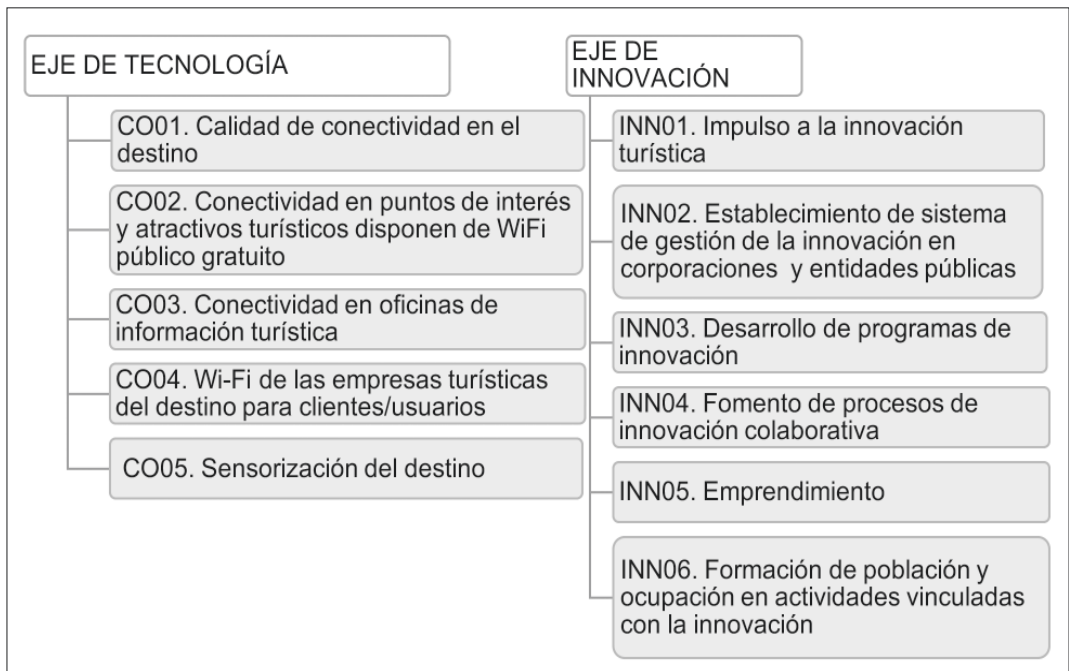 EJE DE TECNOLOGÍA
CO01. Calidad de conectividad en el
destino
CO02. Conectividad en puntos de interés
y atractivos turísticos disponen de WiFi
público gratuito
CO03. Conectividad en oficinas de
información turística
CO04. Wi-Fi de las empresas turísticas
del destino para clientes/usuarios
CO05. Sensorización del destino
EJE DE
INNOVACIÓN
INN01. Impulso a la innovación
turística
INN02. Establecimiento de sistema
de gestión de la innovación en
corporaciones y entidades públicas
INN03. Desarrollo de programas de
innovación
INN04. Fomento de procesos de
innovación colaborativa
INN05. Emprendimiento
INN06. Formación de población y
ocupación en actividades vinculadas
con la innovación